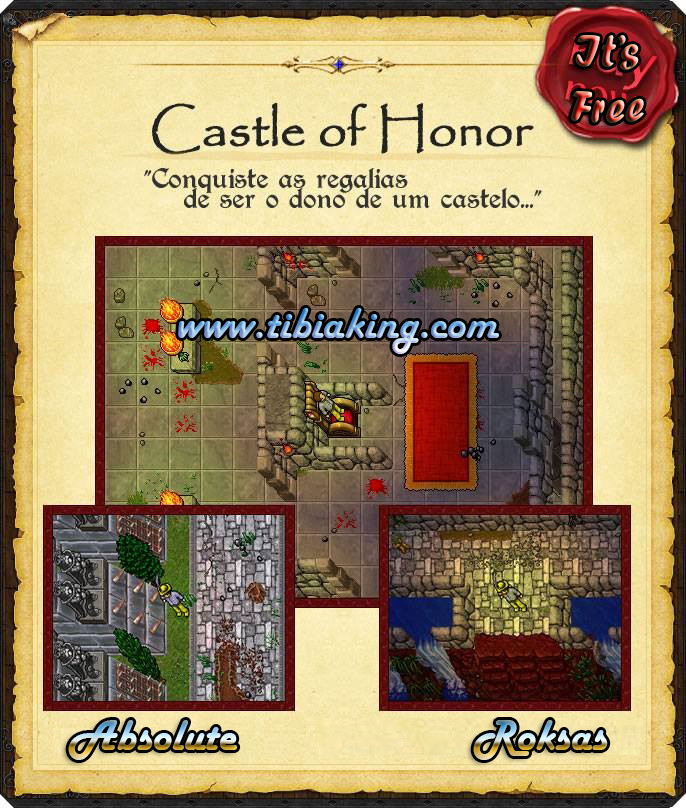 It's
Free
Castle of Honor
"Conquiste as regalias
de ser o dono de um castelo..."
www.tibiaking.com
Absolute
Roksas